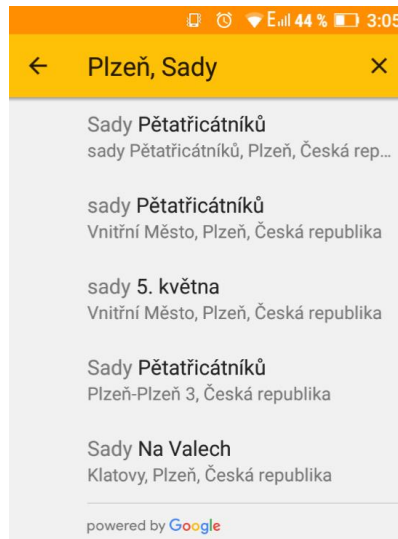 E 44 % 3:05
Plzeň, Sady
Sady Pětatřicátníků
sady Pětatřicátníků, Plzeň, Česká rep...
sady Pětatřicátníků
Vnitřní Město, Plzeň, Česká republika
sady 5. května
Vnitřní Město, Plzeň, Česká republika
Sady Pětatřicátníků
Plzeň-Plzeň 3, Česká republika
Sady Na Valech
Klatovy, Plzeň, Česká republika
powered by Google